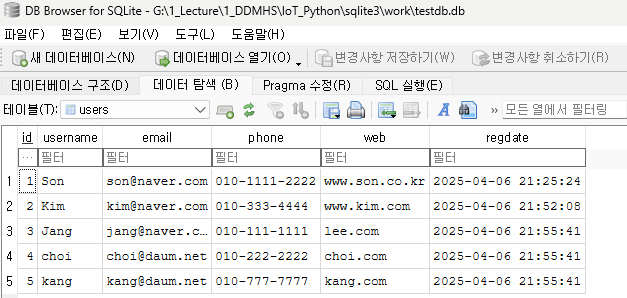 DB Browser for SQLite - G:\1_Lecture\1_DDMHS\IoT_Python\sqlite3\work\testdb.db
파일(F) 편집(E) 보기(V) 도구(L) 도움말(H)
새 데이터베이스(N) 데이터베이스 열기(O) 변경사항 저장하기(W) 변경사항 취소하기(R)
데이터베이스 구조(D) 데이터 탐색 (B) Pragma 수정(R) SQL 실행(E)
테이블(T): users A » 모든 열에서 필터링
id username email phone web regdate
... 필터 필터 필터 필터 필터
1 1 Son son@naver.com 010-1111-2222 www.son.co.kr 2025-04-06 21:25:24
2 2 Kim kim@naver.com 010-333-4444 www.kim.com 2025-04-06 21:52:08
3 3 Jang jang@naver.c... 010-111-1111 lee.com 2025-04-06 21:55:41
4 4 choi choi@daum.net 010-222-2222 choi.com 2025-04-06 21:55:41
5 5 kang kang@daum.net 010-777-7777 kang.com 2025-04-06 21:55:41